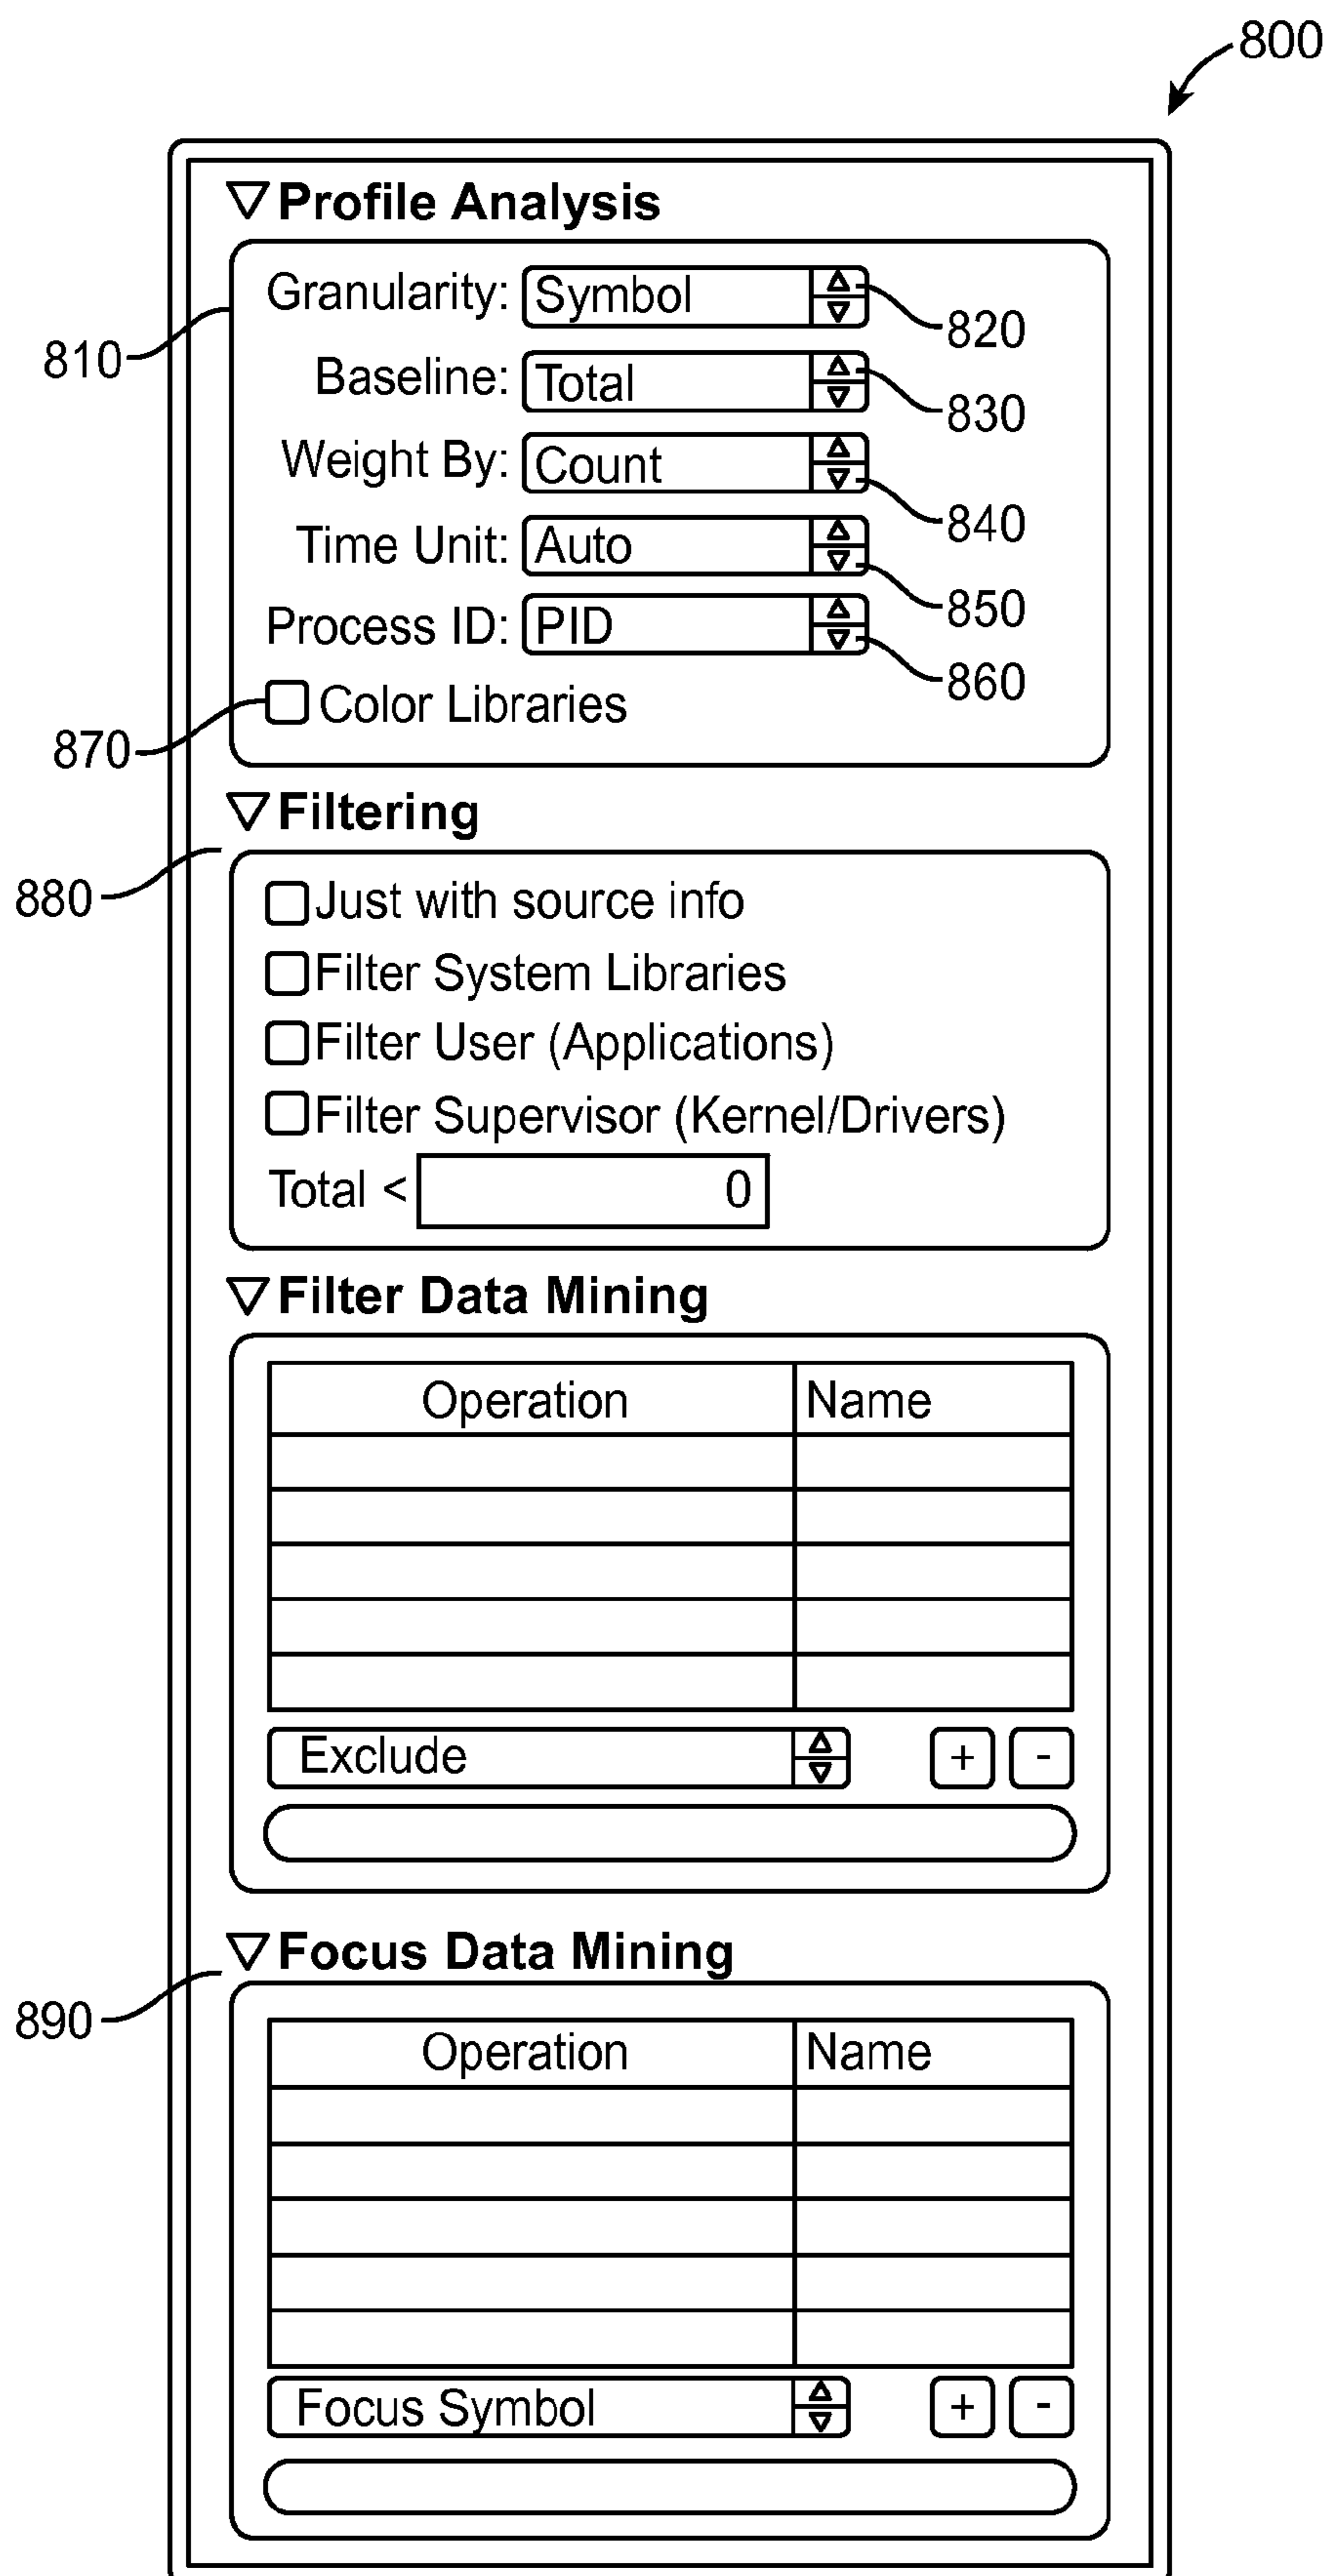 800
Profile Analysis
Granularity: Symbol
820
810
Baseline: Total
830
Weight By: Count
840
Time Unit: Auto
850
Process ID: PID
860
Color Libraries
870
Filtering
880
Just with source info
Filter System Libraries
Filter User (Applications)
Filter Supervisor (Kernel/Drivers)
Total < 0
Filter Data Mining
Operation Name
Exclude + -
Focus Data Mining
890
Operation Name
Focus Symbol + -